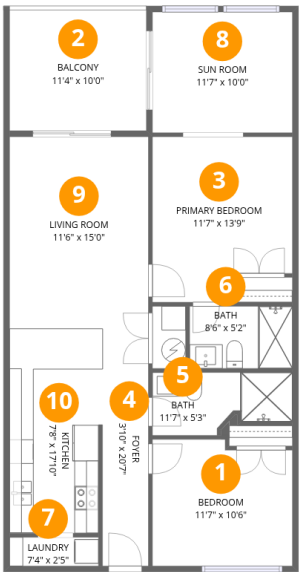 2
BALCONY
11'4" x 10'0"
8
SUN ROOM
11'7" x 10'0"
9
LIVING ROOM
11'6" x 15'0"
3
PRIMARY BEDROOM
11'7" x 13'9"
6
BATH
8'6" x 5'2"
5
BATH
11'7" x 5'3"
10
KITCHEN
7'8" x 17'10"
4
FOYER
3'10" x 20'7"
1
BEDROOM
11'7" x 10'6"
7
LAUNDRY
7'4" x 2'5"